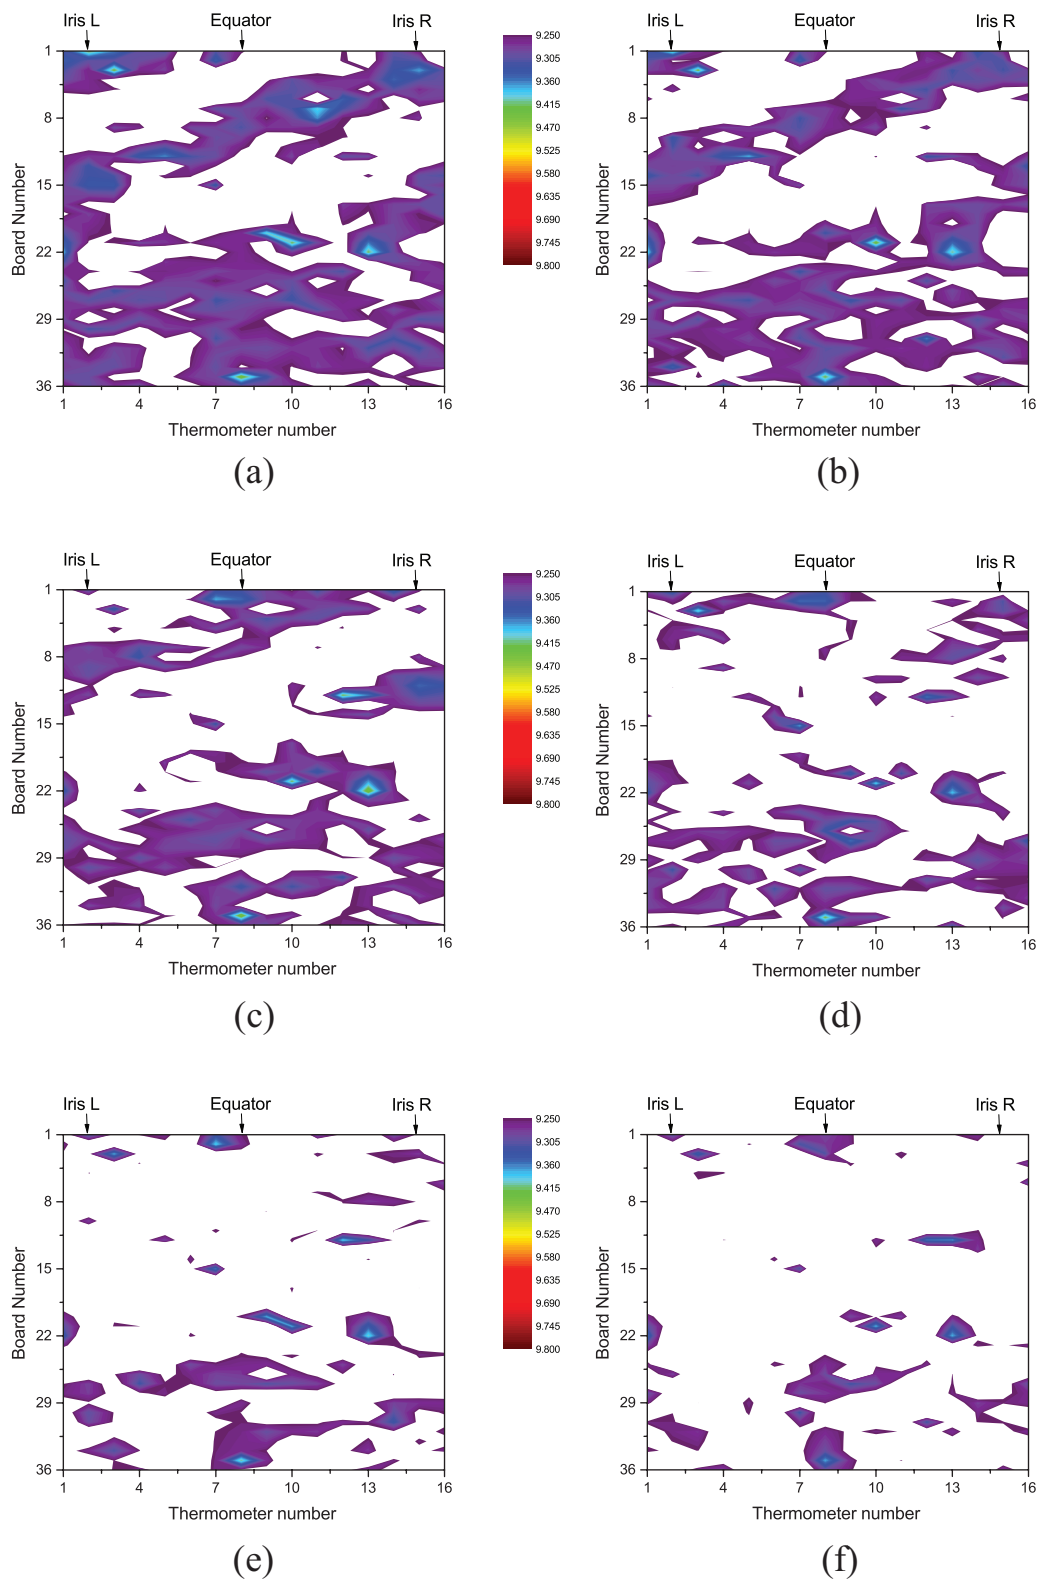 Iris L Equator Iris R
Iris L Equator Iris R
1
8
15
22
29
36
Board Number
1 4 7 10 13 16
Thermometer number
(a)
9.250
9.305
9.360
9.415
9.470
9.525
9.580
9.635
9.690
9.745
9.800
1
8
15
22
29
36
Board Number
1 4 7 10 13 16
Thermometer number
(b)
Iris L Equator Iris R
Iris L Equator Iris R
1
8
15
22
29
36
Board Number
1 4 7 10 13 16
Thermometer number
(c)
9.250
9.305
9.360
9.415
9.470
9.525
9.580
9.635
9.690
9.745
9.800
1
8
15
22
29
36
Board Number
1 4 7 10 13 16
Thermometer number
(d)
Iris L Equator Iris R
Iris L Equator Iris R
1
8
15
22
29
36
Board Number
1 4 7 10 13 16
Thermometer number
(e)
9.250
9.305
9.360
9.415
9.470
9.525
9.580
9.635
9.690
9.745
9.800
1
8
15
22
29
36
Board Number
1 4 7 10 13 16
Thermometer number
(f)